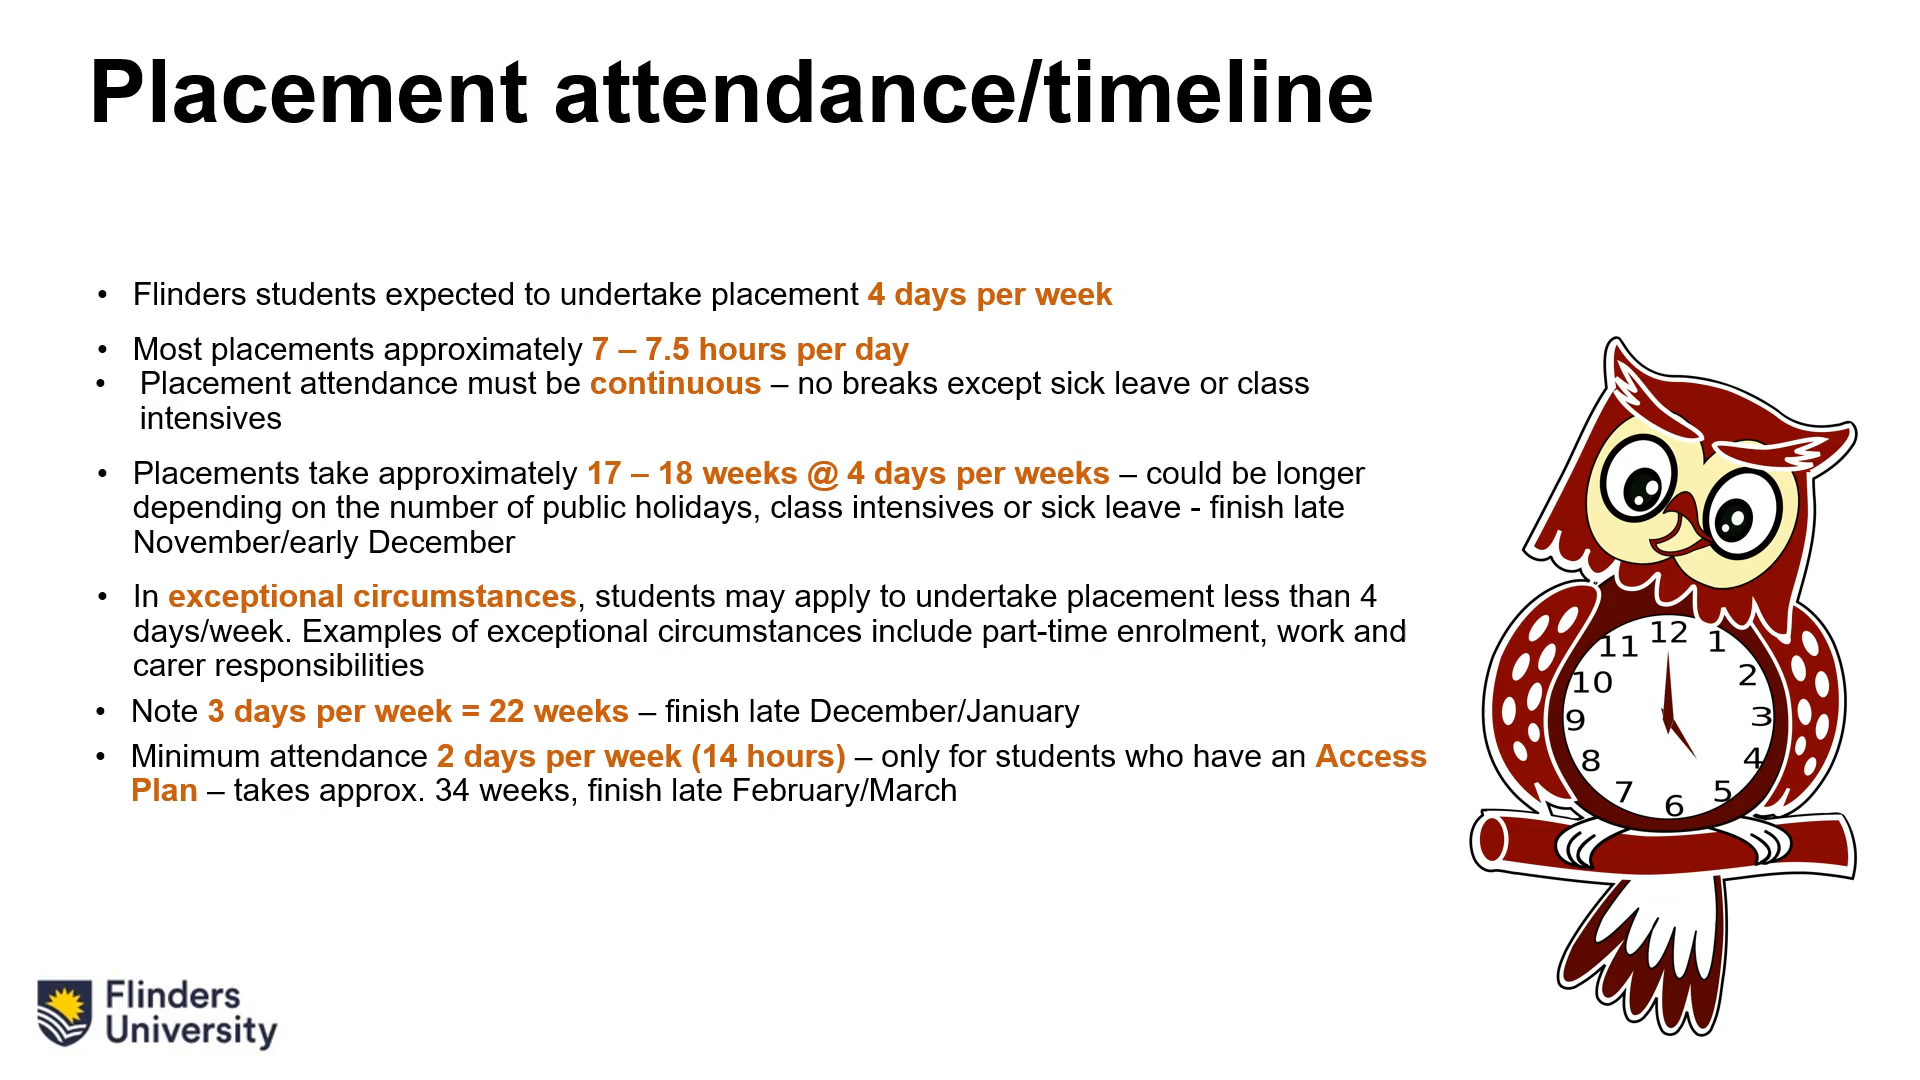 Placement attendance/timeline
• Flinders students expected to undertake placement 4 days per week
• Most placements approximately 7 – 7.5 hours per day
• Placement attendance must be continuous – no breaks except sick leave or class
intensives
• Placements take approximately 17 – 18 weeks @ 4 days per weeks – could be longer
depending on the number of public holidays, class intensives or sick leave - finish late
November/early December
• In exceptional circumstances, students may apply to undertake placement less than 4
days/week. Examples of exceptional circumstances include part-time enrolment, work and
carer responsibilities
• Note 3 days per week = 22 weeks – finish late December/January
• Minimum attendance 2 days per week (14 hours) – only for students who have an Access
Plan – takes approx. 34 weeks, finish late February/March
12
1
2
3
4
5
6
7
8
9
10
11
Flinders
University